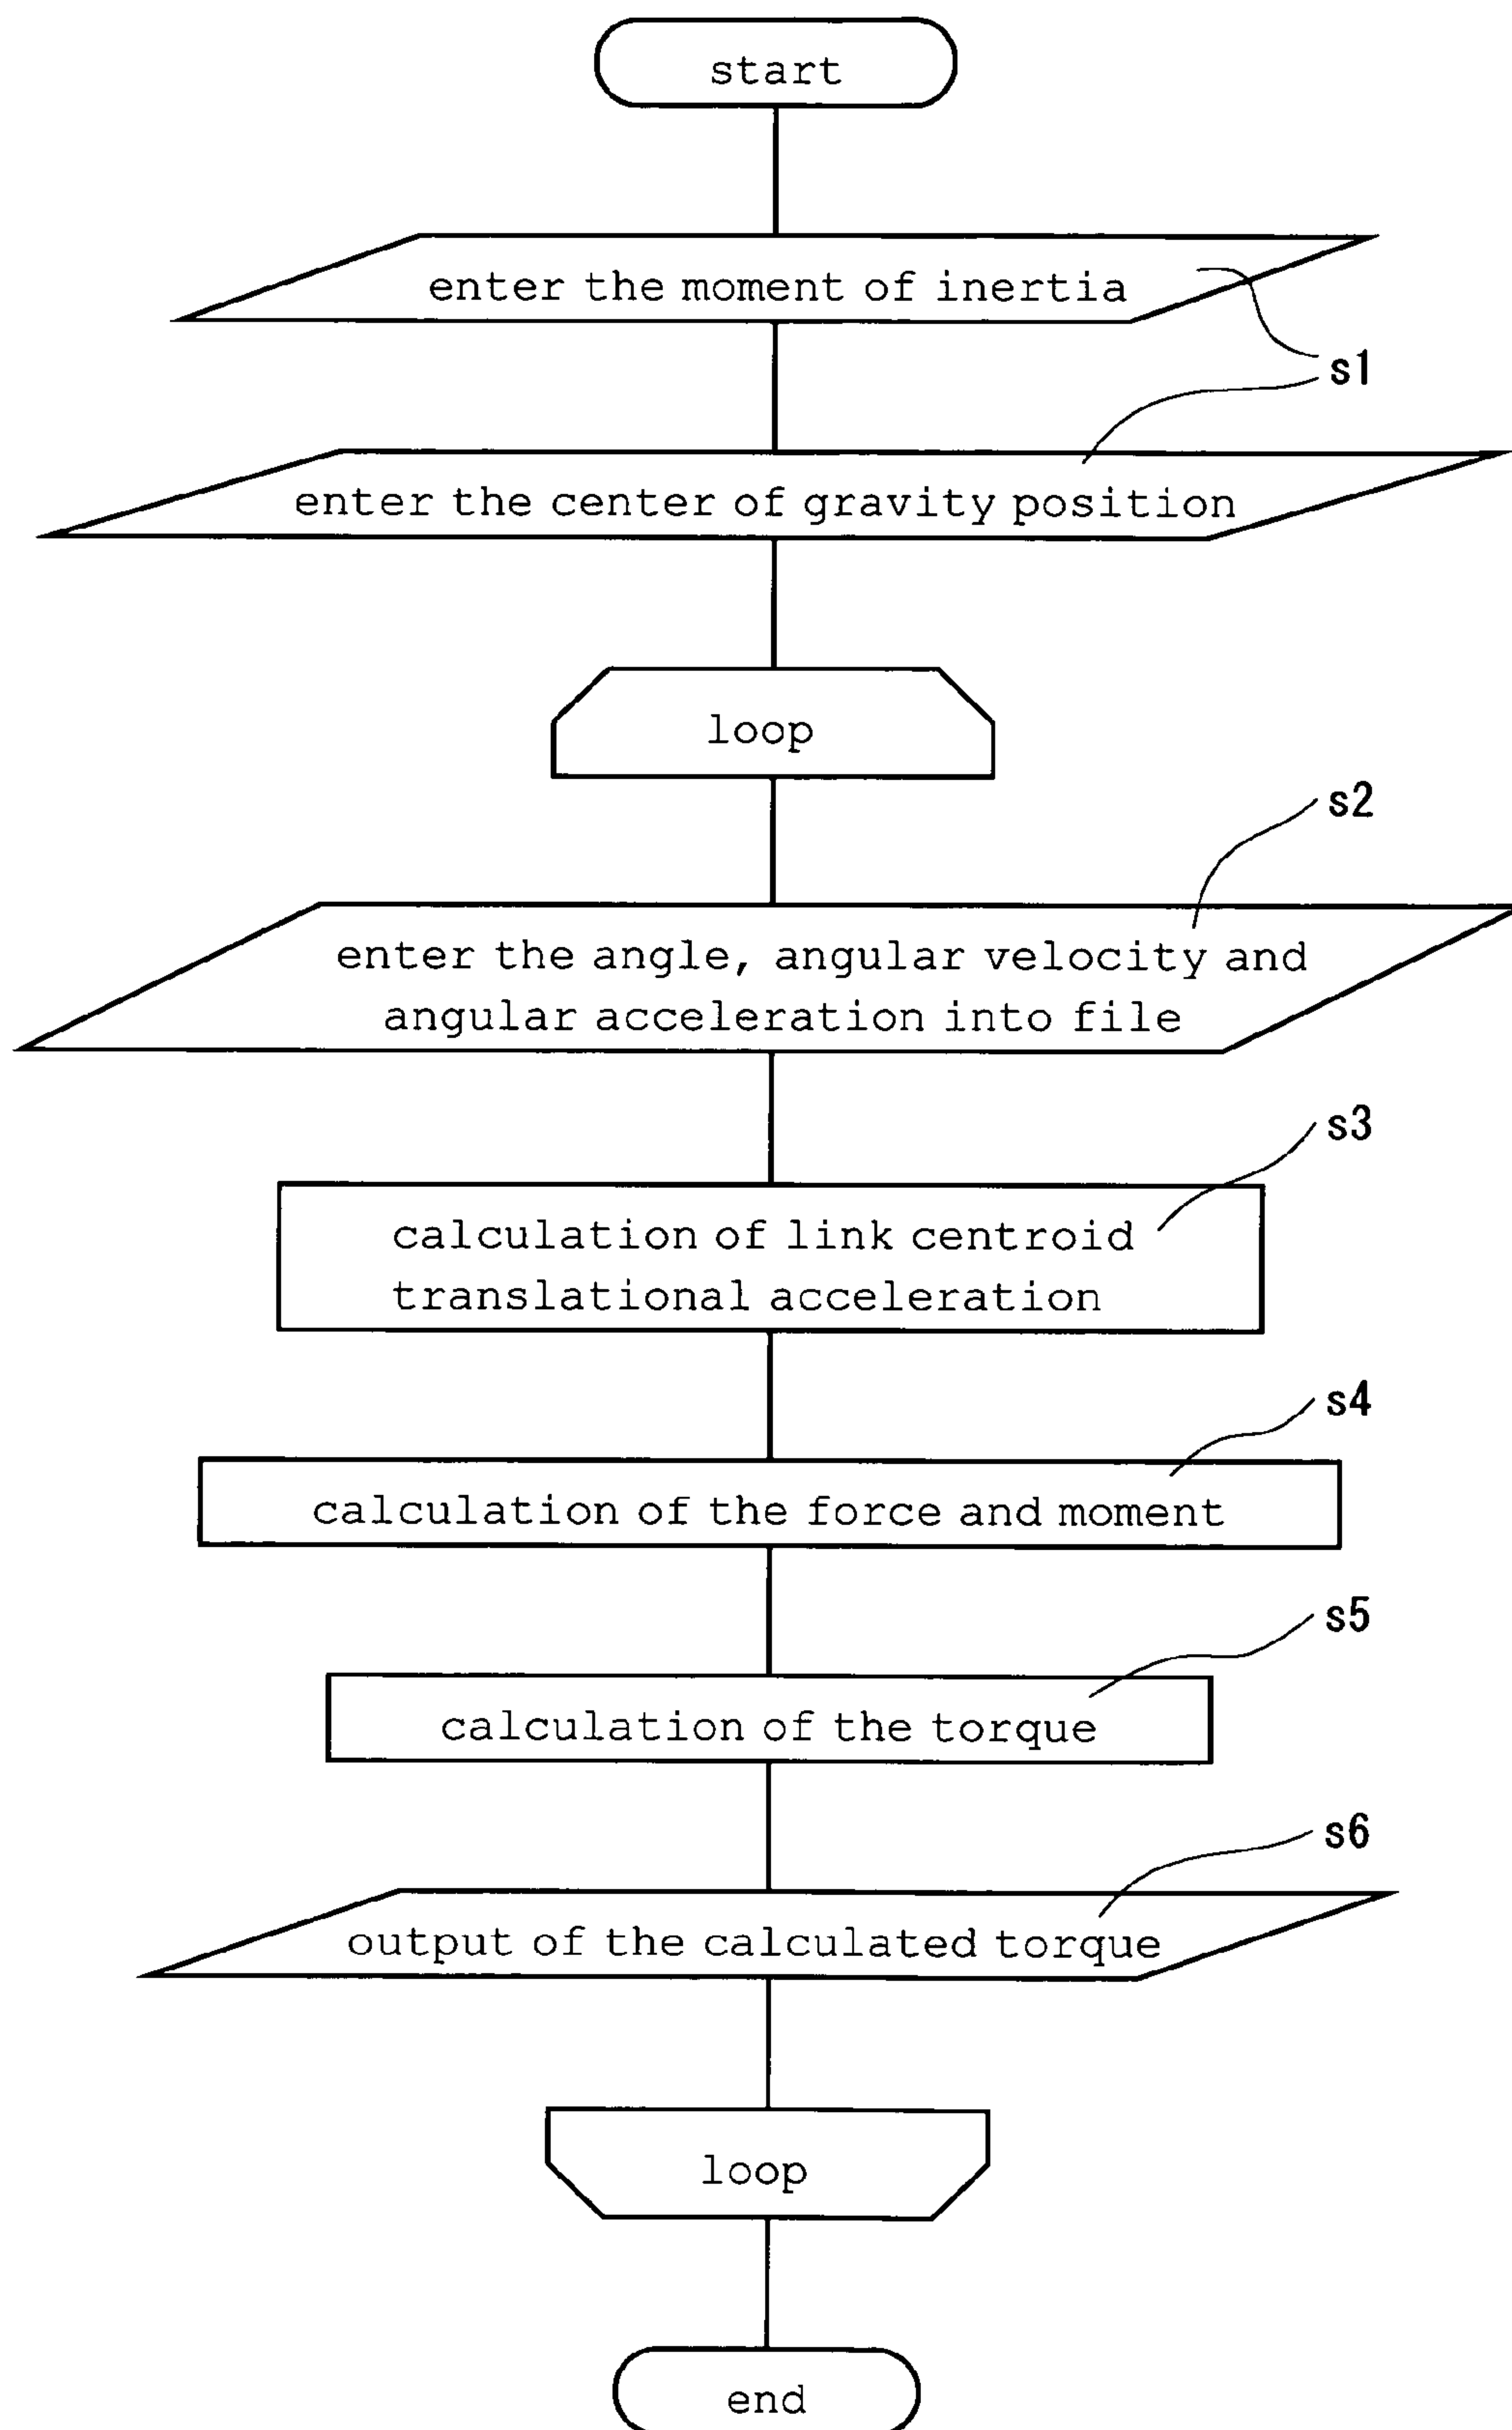 start
enter the moment of inertia
s1
enter the center of gravity position
loop
s2
enter the angle, angular velocity and
angular acceleration into file
s3
calculation of link centroid
translational acceleration
s4
calculation of the force and moment
s5
calculation of the torque
s6
output of the calculated torque
loop
end